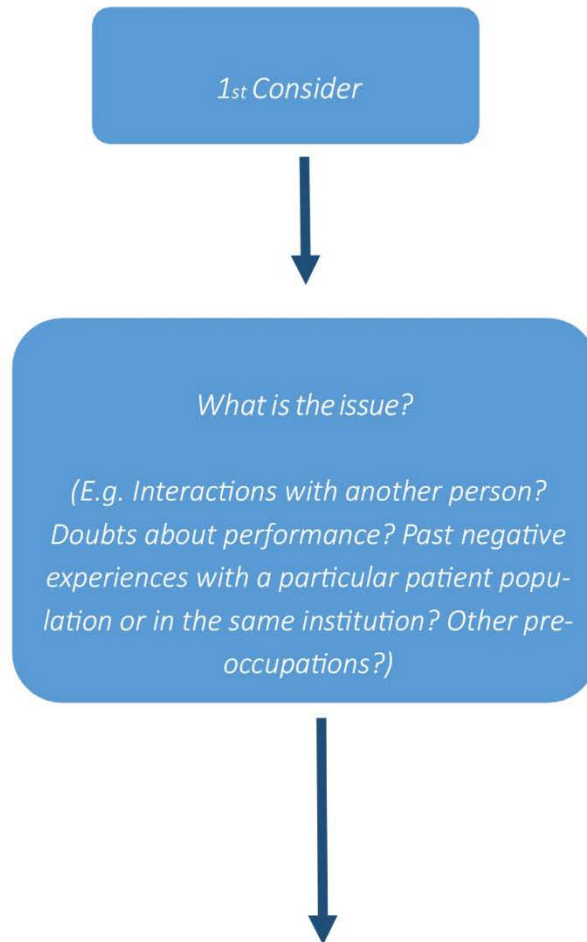 1st Consider
What is the issue?
(E.g. Interactions with another person?
Doubts about performance? Past negative
experiences with a particular patient popu-
lation or in the same institution? Other pre-
occupations?)